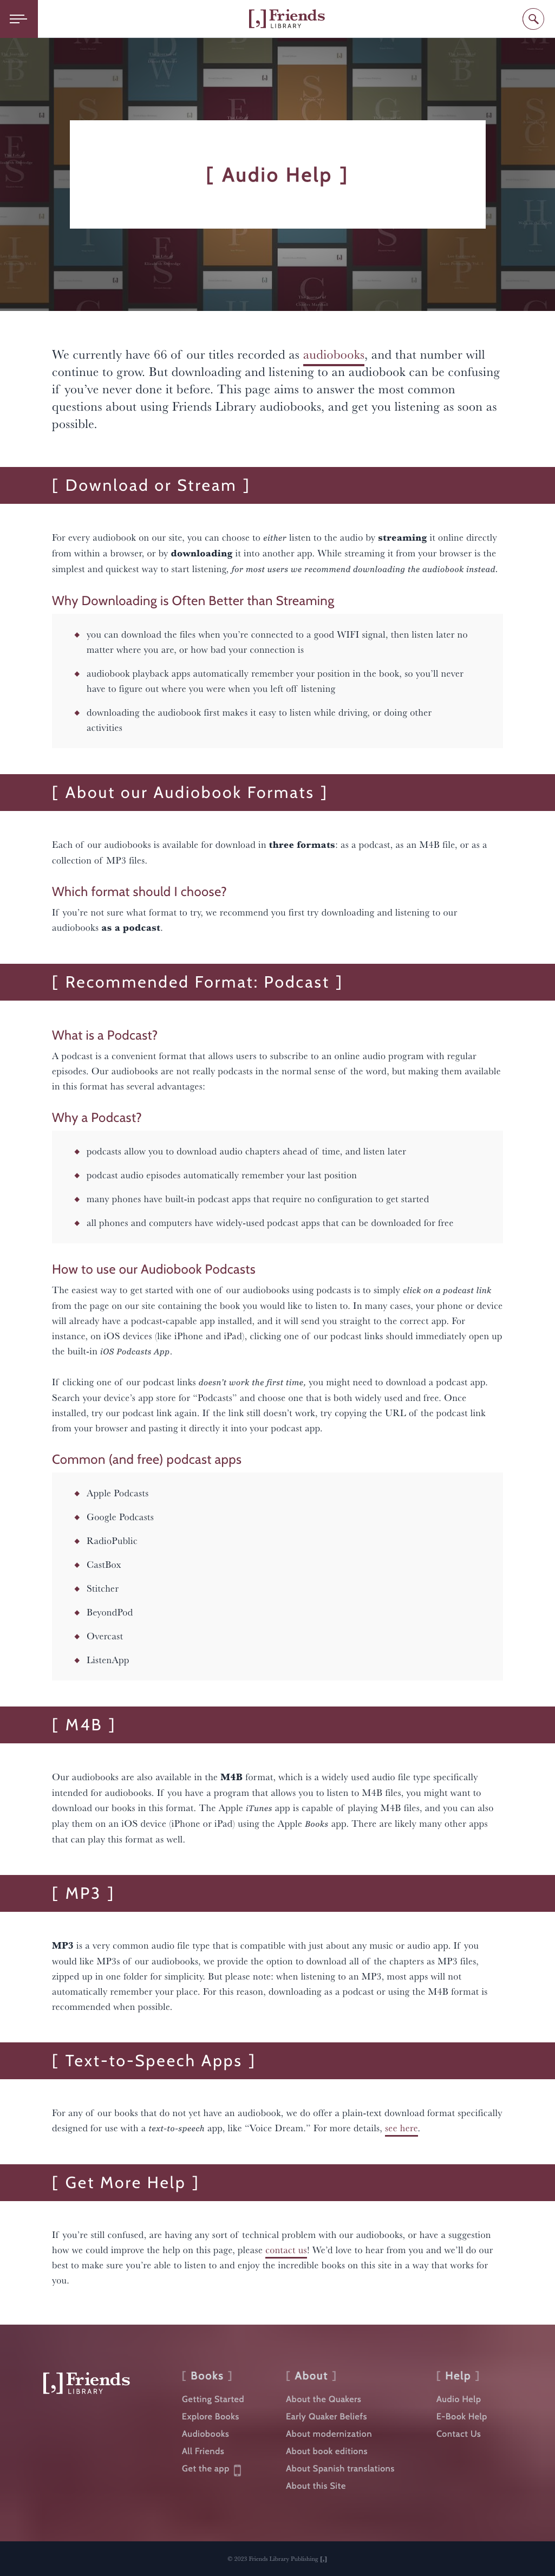 [,] Friends
LIBRARY
[ Audio Help ]
We currently have 66 of our titles recorded as audiobooks, and that number will
continue to grow. But downloading and listening to an audiobook can be confusing
if you’ve never done it before. This page aims to answer the most common
questions about using Friends Library audiobooks, and get you listening as soon as
possible.
[ Download or Stream ]
For every audiobook on our site, you can choose to either listen to the audio by streaming it online directly
from within a browser, or by downloading it into another app. While streaming it from your browser is the
simplest and quickest way to start listening, for most users we recommend downloading the audiobook instead.
Why Downloading is Often Better than Streaming
◆ you can download the files when you’re connected to a good WIFI signal, then listen later no
matter where you are, or how bad your connection is
◆ audiobook playback apps automatically remember your position in the book, so you’ll never
have to figure out where you were when you left off listening
◆ downloading the audiobook first makes it easy to listen while driving, or doing other
activities
[ About our Audiobook Formats ]
Each of our audiobooks is available for download in three formats: as a podcast, as an M4B file, or as a
collection of MP3 files.
Which format should I choose?
If you’re not sure what format to try, we recommend you first try downloading and listening to our
audiobooks as a podcast.
[ Recommended Format: Podcast ]
What is a Podcast?
A podcast is a convenient format that allows users to subscribe to an online audio program with regular
episodes. Our audiobooks are not really podcasts in the normal sense of the word, but making them available
in this format has several advantages:
Why a Podcast?
◆ podcasts allow you to download audio chapters ahead of time, and listen later
◆ podcast audio episodes automatically remember your last position
◆ many phones have built-in podcast apps that require no configuration to get started
◆ all phones and computers have widely-used podcast apps that can be downloaded for free
How to use our Audiobook Podcasts
The easiest way to get started with one of our audiobooks using podcasts is to simply click on a podcast link
from the page on our site containing the book you would like to listen to. In many cases, your phone or device
will already have a podcast-capable app installed, and it will send you straight to the correct app. For
instance, on iOS devices (like iPhone and iPad), clicking one of our podcast links should immediately open up
the built-in iOS Podcasts App.
If clicking one of our podcast links doesn’t work the first time, you might need to download a podcast app.
Search your device’s app store for “Podcasts” and choose one that is both widely used and free. Once
installed, try our podcast link again. If the link still doesn’t work, try copying the URL of the podcast link
from your browser and pasting it directly it into your podcast app.
Common (and free) podcast apps
◆ Apple Podcasts
◆ Google Podcasts
◆ RadioPublic
◆ CastBox
◆ Stitcher
◆ BeyondPod
◆ Overcast
◆ ListenApp
[ M4B ]
Our audiobooks are also available in the M4B format, which is a widely used audio file type specifically
intended for audiobooks. If you have a program that allows you to listen to M4B files, you might want to
download our books in this format. The Apple iTunes app is capable of playing M4B files, and you can also
play them on an iOS device (iPhone or iPad) using the Apple Books app. There are likely many other apps
that can play this format as well.
[ MP3 ]
MP3 is a very common audio file type that is compatible with just about any music or audio app. If you
would like MP3s of our audiobooks, we provide the option to download all of the chapters as MP3 files,
zipped up in one folder for simplicity. But please note: when listening to an MP3, most apps will not
automatically remember your place. For this reason, downloading as a podcast or using the M4B format is
recommended when possible.
[ Text-to-Speech Apps ]
For any of our books that do not yet have an audiobook, we do offer a plain-text download format specifically
designed for use with a text-to-speech app, like “Voice Dream.” For more details, see here.
[ Get More Help ]
If you’re still confused, are having any sort of technical problem with our audiobooks, or have a suggestion
how we could improve the help on this page, please contact us! We’d love to hear from you and we’ll do our
best to make sure you’re able to listen to and enjoy the incredible books on this site in a way that works for
you.
[,] Friends
LIBRARY
[ Books ]
Getting Started
Explore Books
Audiobooks
All Friends
Get the app
[ About ]
About the Quakers
Early Quaker Beliefs
About modernization
About book editions
About Spanish translations
About this Site
[ Help ]
Audio Help
E-Book Help
Contact Us
© 2023 Friends Library Publishing [,]